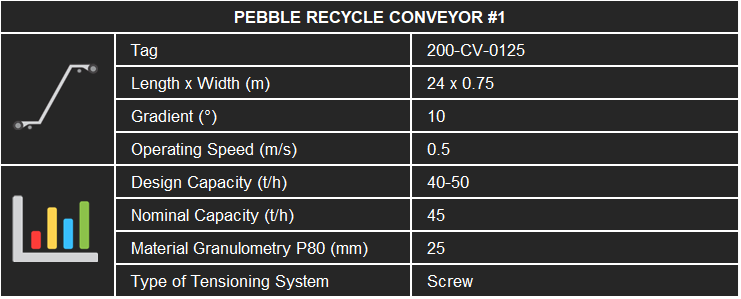 PEBBLE RECYCLE CONVEYOR #1
Tag 200-CV-0125
Length x Width (m) 24 x 0.75
Gradient (°) 10
Operating Speed (m/s) 0.5
Design Capacity (t/h) 40-50
Nominal Capacity (t/h) 45
Material Granulometry P80 (mm) 25
Type of Tensioning System Screw